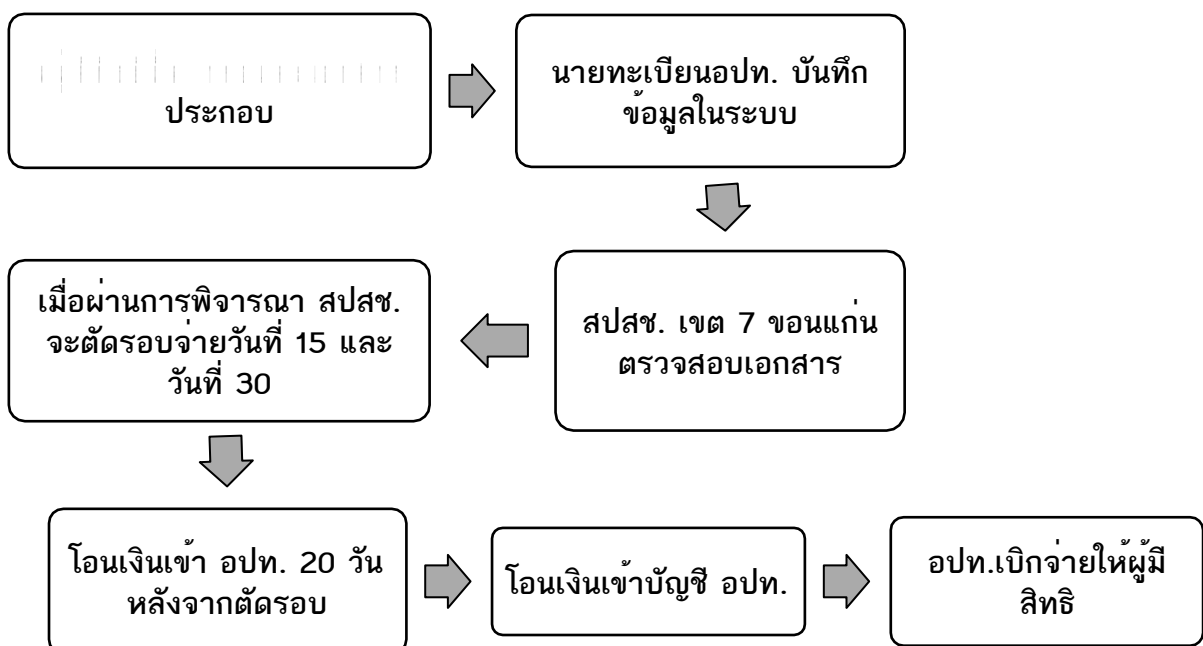 ประกอบ
นายทะเบียนอปท. บันทึก
ข้อมูลในระบบ
สปสช. เขต 7 ขอนแก่น
ตรวจสอบเอกสาร
เมื่อผ่านการพิจารณา สปสช.
จะตัดรอบจ่ายวันที่ 15 และ
วันที่ 30
โอนเงินเข้า อปท. 20 วัน
หลังจากตัดรอบ
โอนเงินเข้าบัญชี อปท.
อปท.เบิกจ่ายให้ผู้มี
สิทธิ